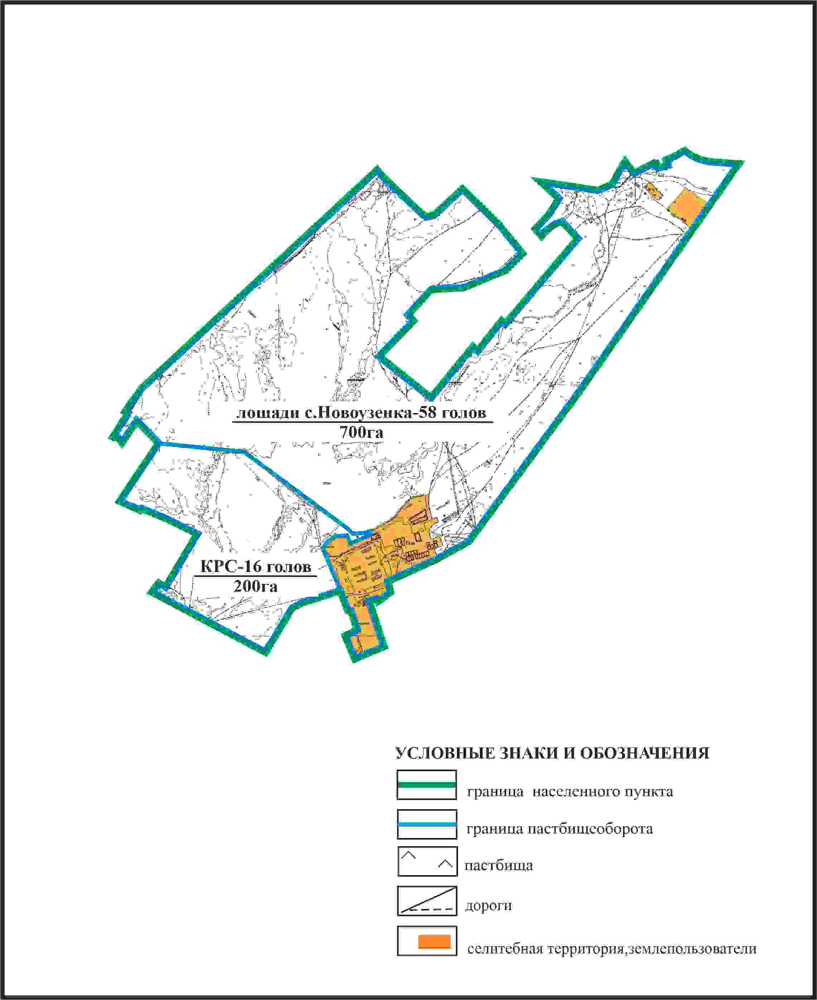 лошади с.Новоузенка-58 голов
700га
КРС-16 голов
200га
УСЛОВНЫЕ ЗНАКИ И ОБОЗНАЧЕНИЯ
граница населенного пункта
граница пастбищеоборота
пастбища
дороги
селитебная территория,землепользователи